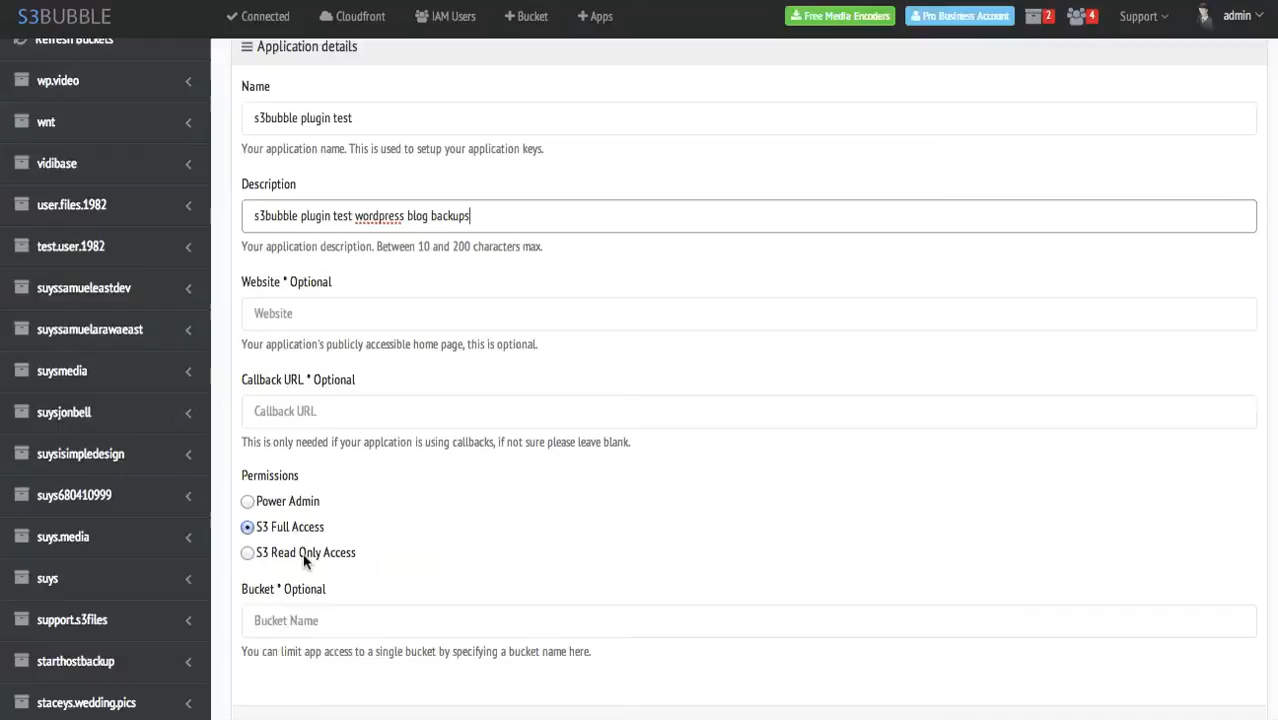 S3BUBBLE
Connected
Cloudfront
IAM Users
Bucket
Apps
Free Media Encoders
Pro Business Account
2
4
Support
admin
Refresh Buckets
wp.video
wnt
vidibase
user.files.1982
test.user.1982
suyssamueleastdev
suyssamuelarawaeast
suysmedia
suysjonbell
suysisimpledesign
suys680410999
suys.media
suys
support.s3files
starthostbackup
staceys.wedding.pics
Application details
Name
s3bubble plugin test
Your application name. This is used to setup your application keys.
Description
s3bubble plugin test wordpress blog backups
Your application description. Between 10 and 200 characters max.
Website * Optional
Website
Your application's publicly accessible home page, this is optional.
Callback URL * Optional
Callback URL
This is only needed if your applcation is using callbacks, if not sure please leave blank.
Permissions
Power Admin
S3 Full Access
S3 Read Only Access
Bucket * Optional
Bucket Name
You can limit app access to a single bucket by specifying a bucket name here.